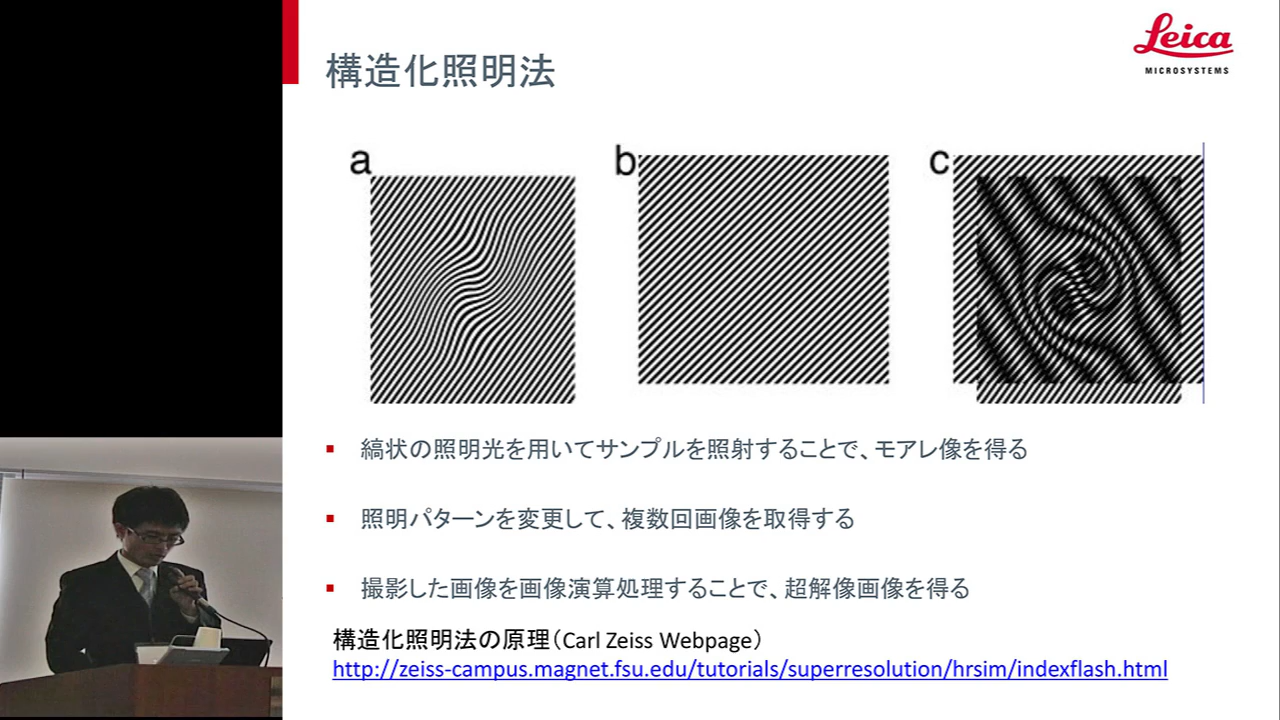 構造化照明法
Leica
MICROSYSTEMS
a
b
c
縞状の照明光を用いてサンプルを照射することで、モアレ像を得る
照明パターンを変更して、複数回画像を取得する
撮影した画像を画像演算処理することで、超解像画像を得る
構造化照明法の原理(Carl Zeiss Webpage)
http://zeiss-campus.magnet.fsu.edu/tutorials/superresolution/hrsim/indexflash.html